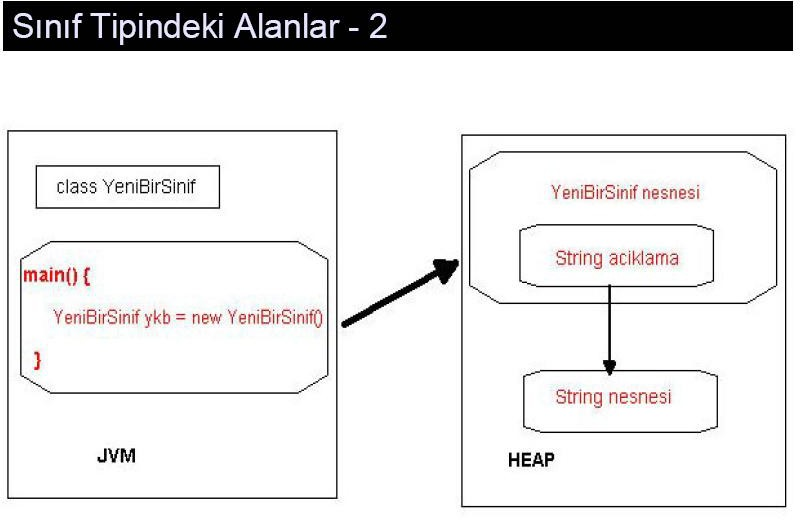 Sınıf Tipindeki Alanlar - 2
class YeniBirSinif
main() {
YeniBirSinif ykb = new YeniBirSinif()
}
JVM
YeniBirSinif nesnesi
String aciklama
String nesnesi
HEAP